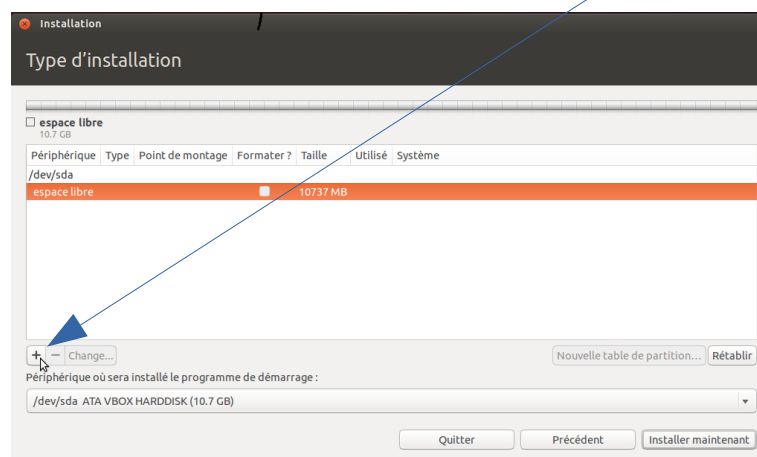 Installation
/
Type d'installation
espace libre
10.7 GB
Périphérique Type Point de montage Formater ? Taille Utilisé Système
/dev/sda
espace libre 10737 MB
+ − Change... Nouvelle table de partition... Rétablir
Périphérique où sera installé le programme de démarrage :
/dev/sda ATA VBOX HARDDISK (10.7 GB)
Quitter Précédent Installer maintenant